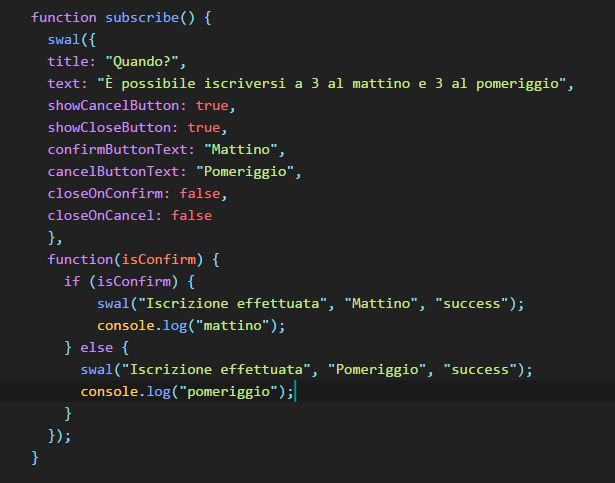 function subscribe() {
  swal({
  title: "Quando?",
  text: "È possibile iscriversi a 3 al mattino e 3 al pomeriggio",
  showCancelButton: true,
  showCloseButton: true,
  confirmButtonText: "Mattino",
  cancelButtonText: "Pomeriggio",
  closeOnConfirm: false,
  closeOnCancel: false
  },
  function(isConfirm) {
    if (isConfirm) {
        swal("Iscrizione effettuata", "Mattino", "success");
        console.log("mattino");
    } else {
      swal("Iscrizione effettuata", "Pomeriggio", "success");
      console.log("pomeriggio");
    }
  });
}